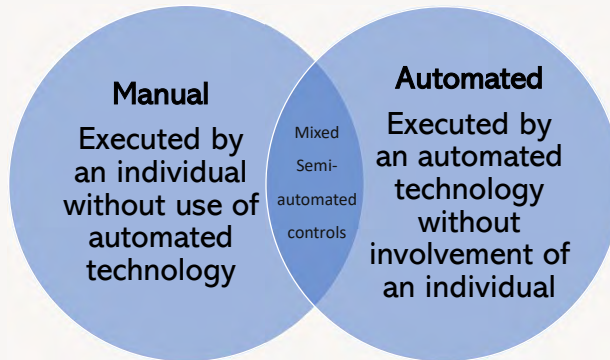 Manual
Executed by
an individual
without use of
automated
technology
Mixed
Semi-
automated
controls
Automated
Executed by
an automated
technology
without
involvement of
an individual